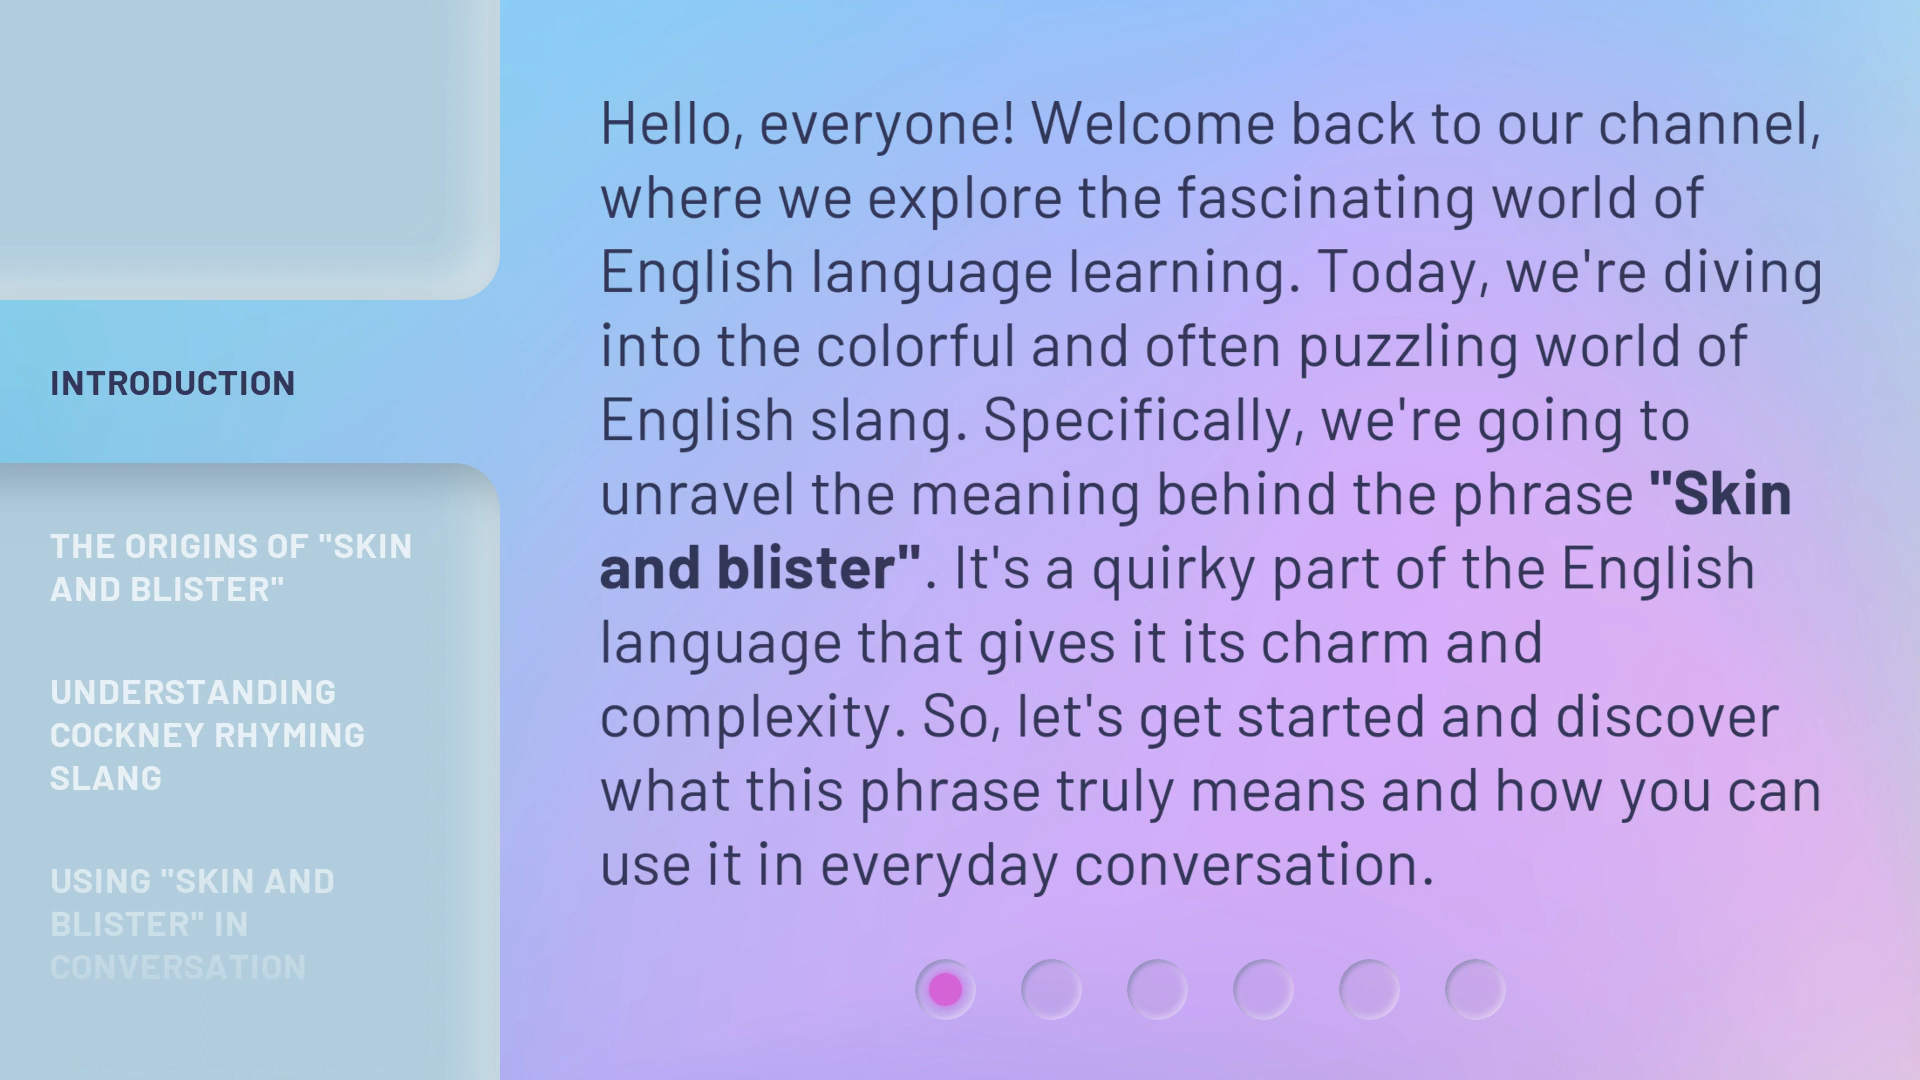 INTRODUCTION
THE ORIGINS OF "SKIN
AND BLISTER"
UNDERSTANDING
COCKNEY RHYMING
SLANG
USING "SKIN AND
BLISTER" IN
CONVERSATION
Hello, everyone! Welcome back to our channel,
where we explore the fascinating world of
English language learning. Today, we're diving
into the colorful and often puzzling world of
English slang. Specifically, we're going to
unravel the meaning behind the phrase "Skin
and blister". It's a quirky part of the English
language that gives it its charm and
complexity. So, let's get started and discover
what this phrase truly means and how you can
use it in everyday conversation.